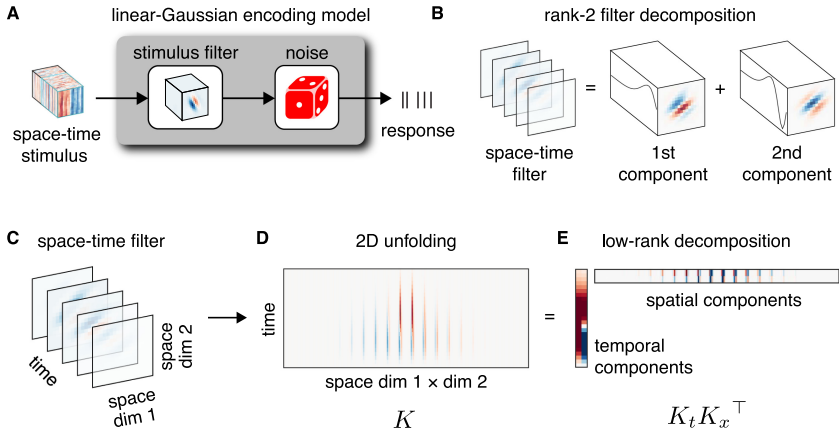 A linear-Gaussian encoding model
stimulus filter
noise
space-time
stimulus
response
B rank-2 filter decomposition
=
+
space-time
filter
1st
component
2nd
component
C space-time filter
time
space
dim 1
space
dim 2
D 2D unfolding
time
space dim 1 × dim 2
K
=
E low-rank decomposition
spatial components
temporal
components
KₜKₓ⊤